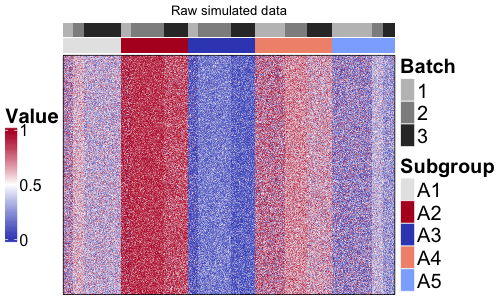 Raw simulated data
Value
1
0.5
0
Batch
1
2
3
Subgroup
A1
A2
A3
A4
A5